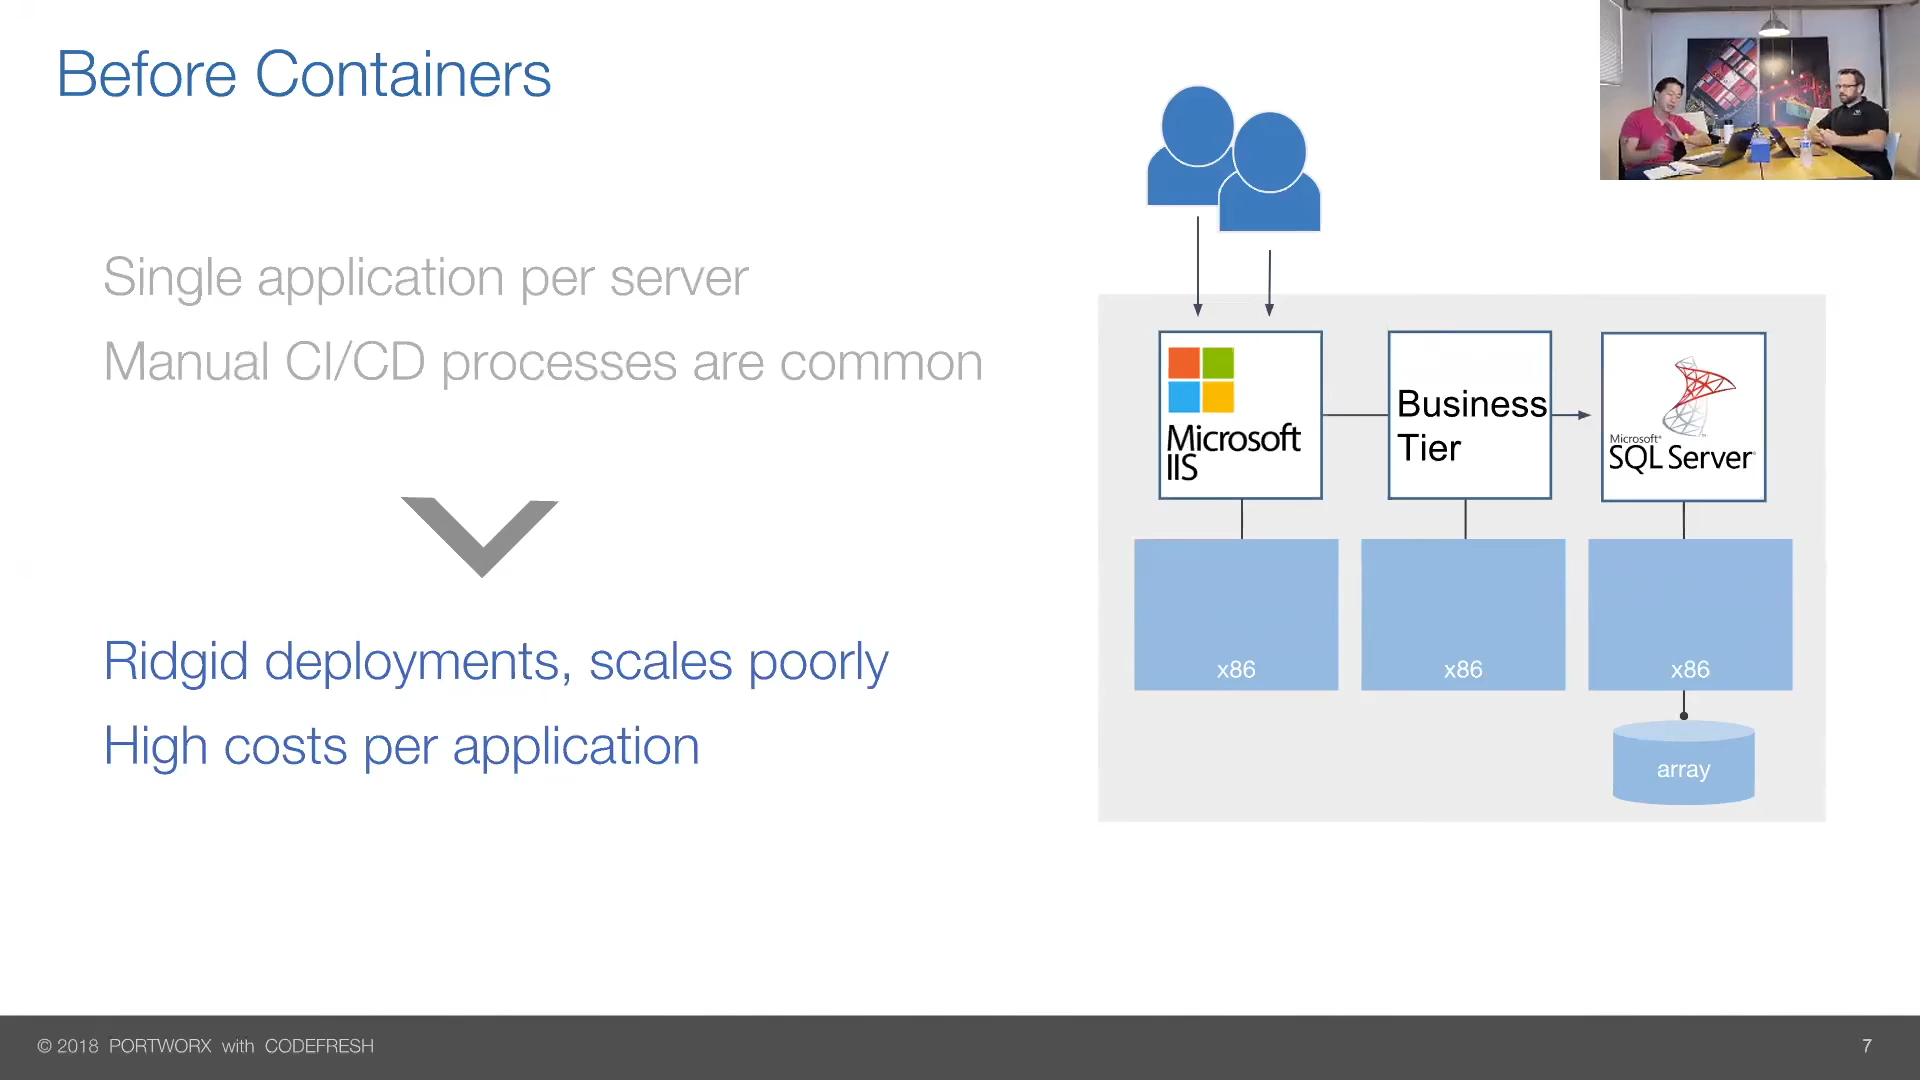 Before Containers
Single application per server
Manual CI/CD processes are common
Ridgid deployments, scales poorly
High costs per application
Microsoft
IIS
Business
Tier
Microsoft®
SQL Server
x86
x86
x86
array
© 2018 PORTWORX with CODEFRESH
7